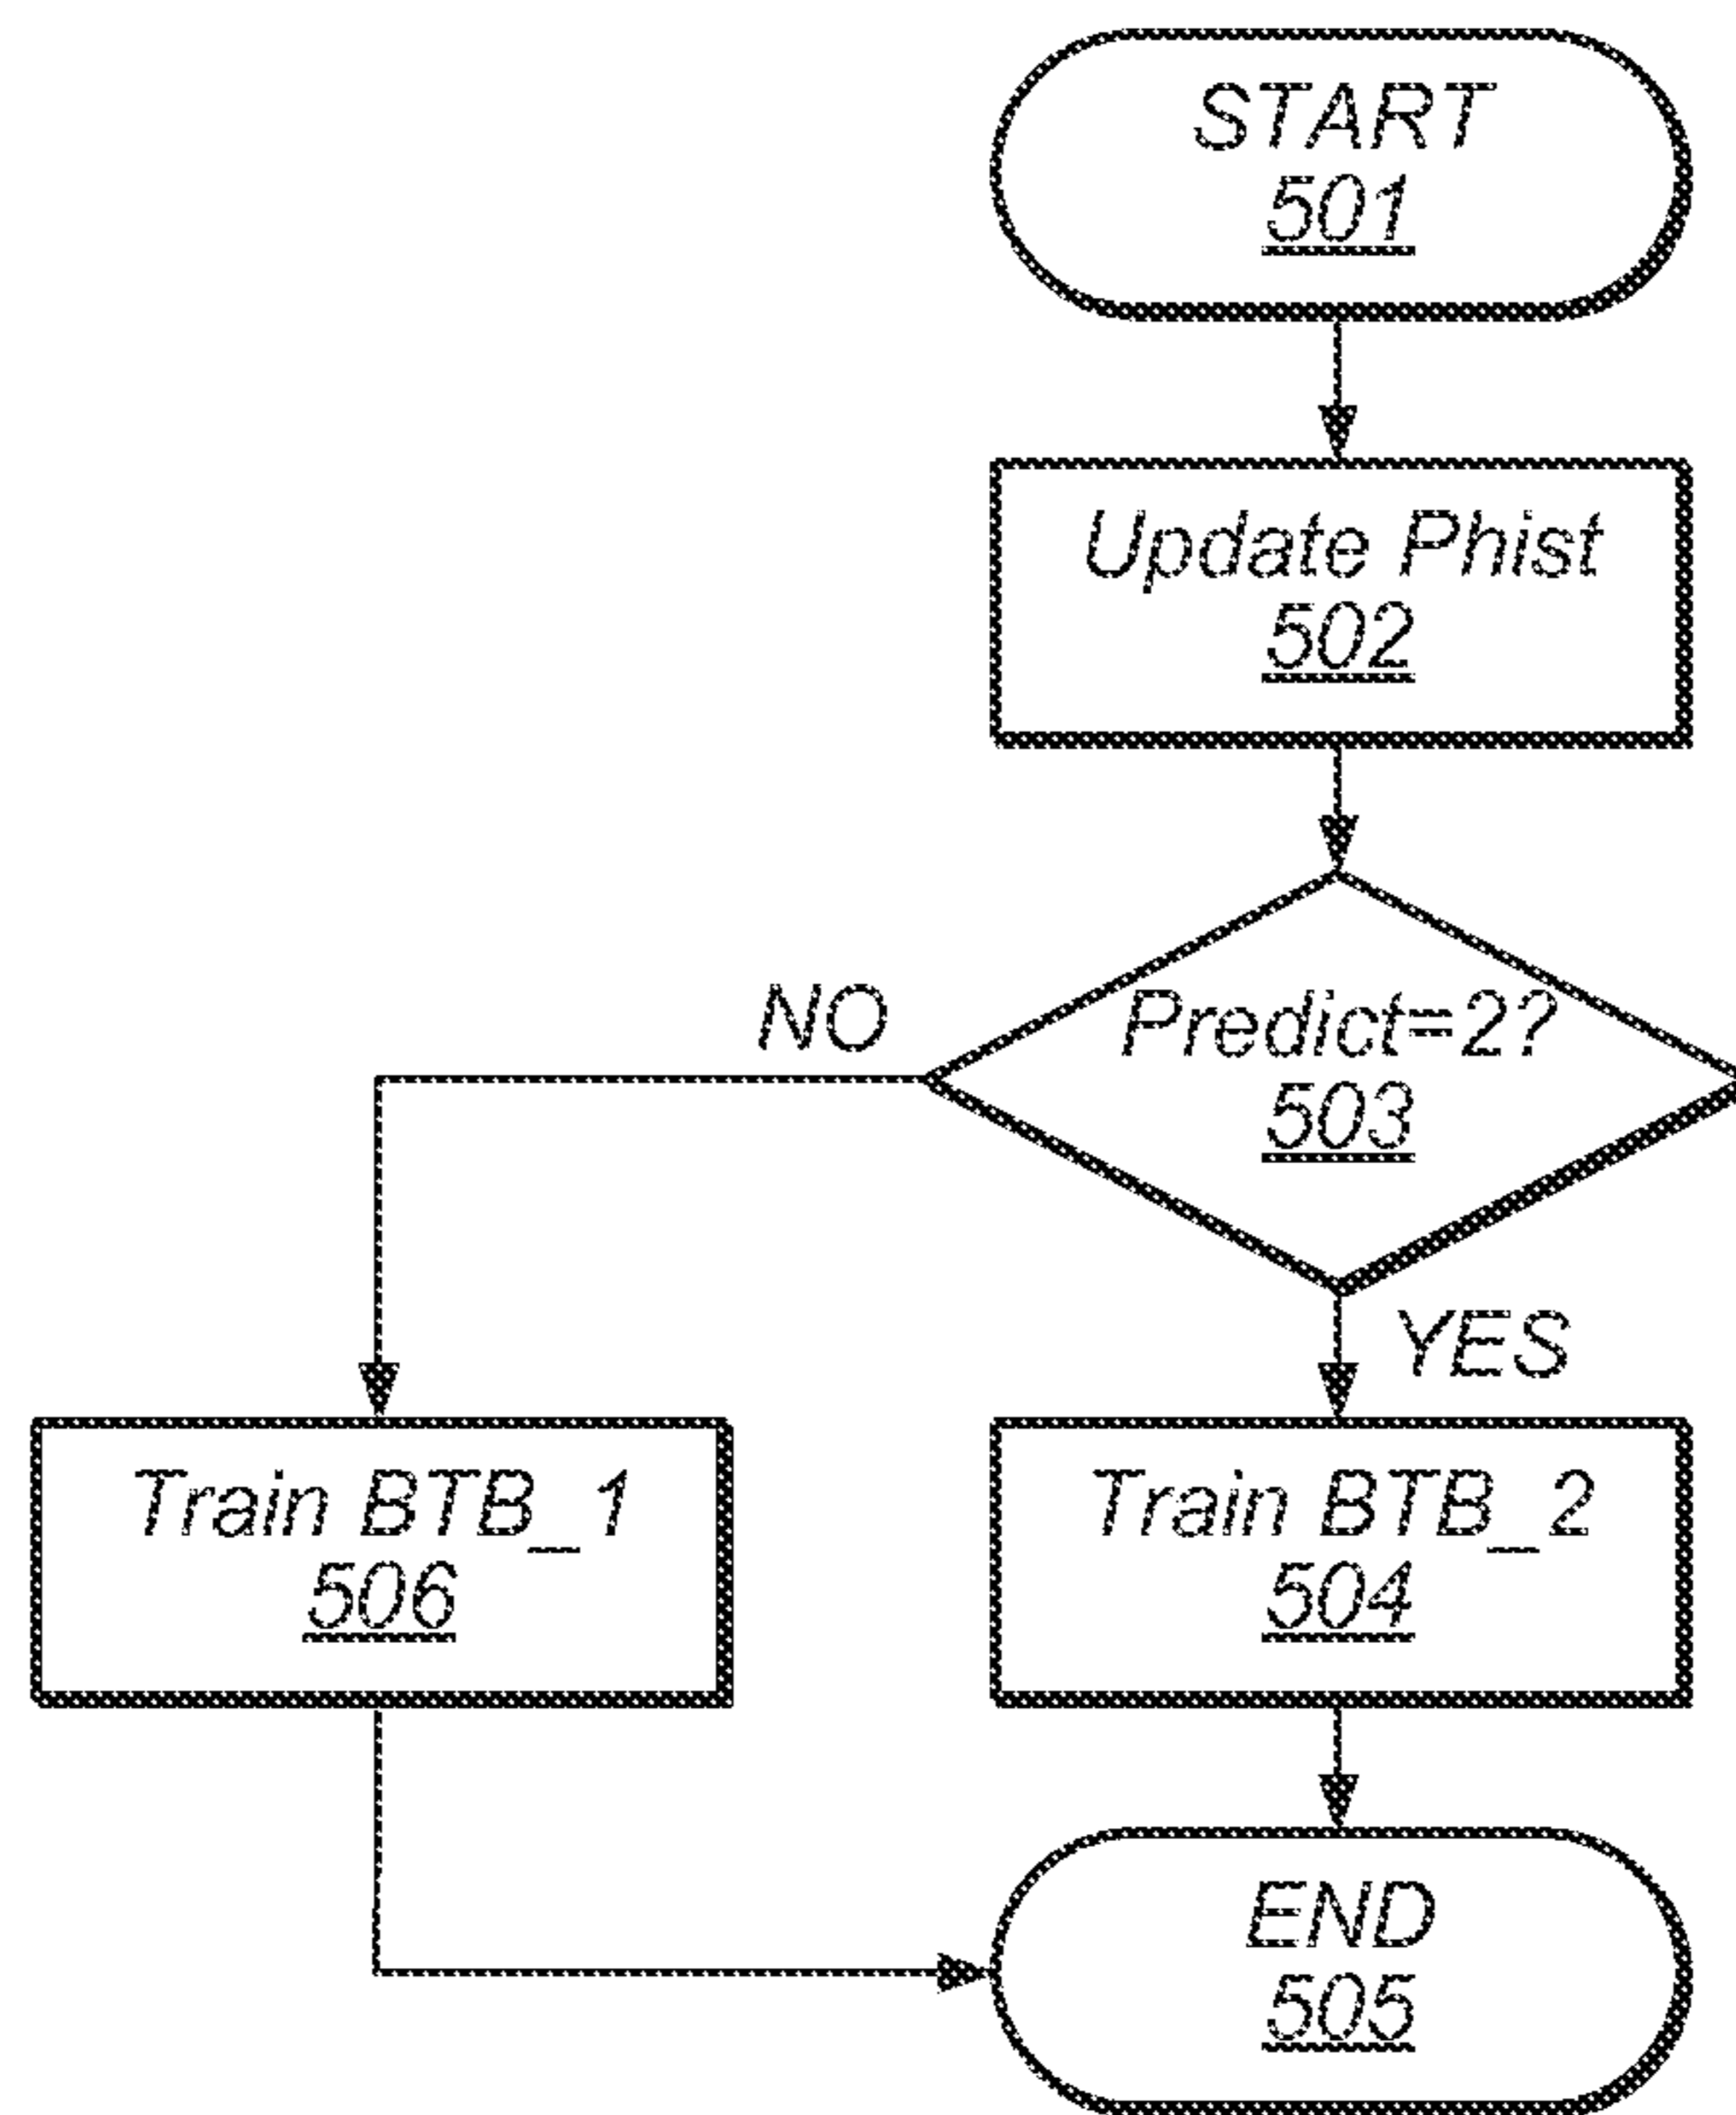 START
501
Update Phist
502
Predict=2?
503
NO
YES
Train BTB_1
506
Train BTB_2
504
END
505